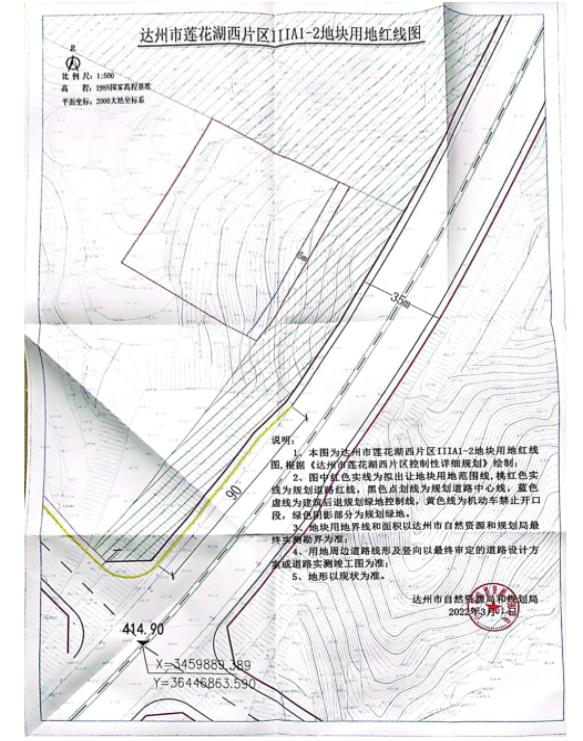 达州市莲花湖西片区IIIA1-2地块用地红线图
北
比 例 尺：1:500
高    程：1985国家高程基准
平面坐标：2000大地坐标系
6m
35m
90
说明：
1、本图为达州市莲花湖西片区IIIA1-2地块用地红线
图,根据《达州市莲花湖西片区控制性详细规划》绘制；
2、图中红色实线为拟出让地块用地范围线，桃红色实
线为规划道路红线，黑色点划线为规划道路中心线，蓝色
虚线为建筑后退规划绿地控制线，黄色线为机动车禁止开口
段，绿色阴影部分为规划绿地。
3、地块用地界线和面积以达州市自然资源和规划局最
终实测勘界为准；
4、用地周边道路线形及竖向以最终审定的道路设计方
案或道路实测竣工图为准；
5、地形以现状为准。
达州市自然资源局和规划局
2022年3月1日
414.90
X=3459889.389
Y=36446863.590